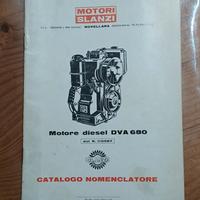 MOTORI
SLANZI
NOVELLARA
Motore diesel DVA 680
CATALOGO NOMENCLATORE